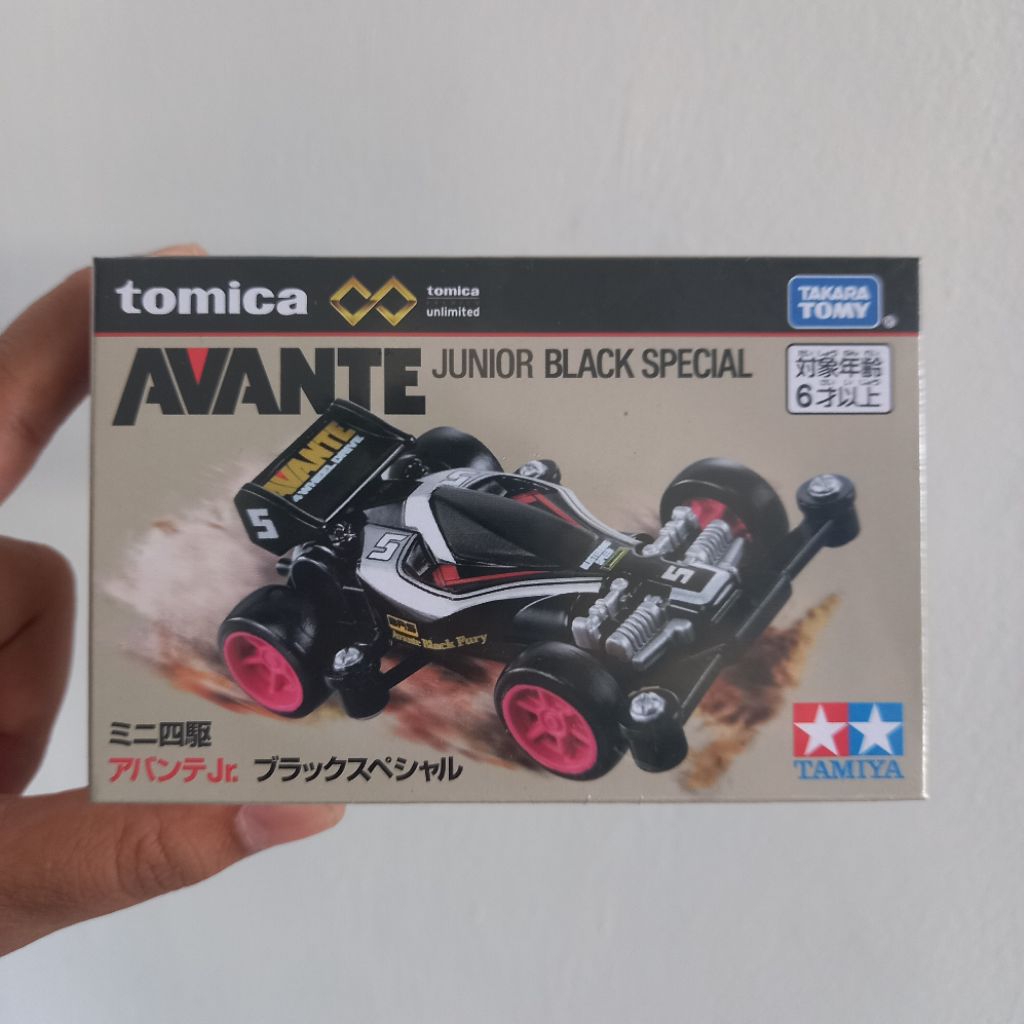 tomica
tomica
unlimited
TAKARA
TOMY
AVANTE JUNIOR BLACK SPECIAL
対象年齢
6才以上
AVANTE
4WHEEL DRIVE
5
5
5
Avante Black Fury
ミニ四駆
アバンテJr. ブラックスペシャル
TAMIYA